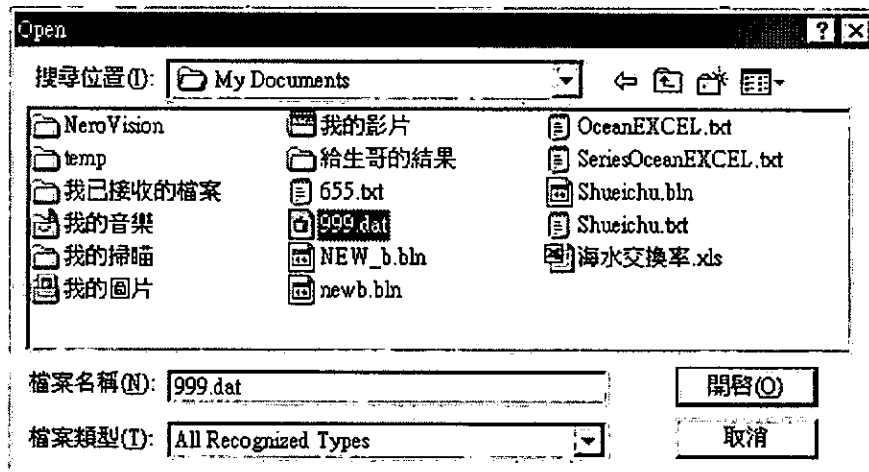 Open
搜尋位置(I): My Documents
NeroVision 我的影片 OceanEXCEL.txt
temp 給生哥的結果 SeriesOceanEXCEL.txt
我已接收的檔案 655.txt Shueichu.bln
我的音樂 999.dat Shueichu.txt
我的掃瞄 NEW_b.bln 海水交換率.xls
我的圖片 newb.bln
檔案名稱(N): 999.dat 開啓(O)
檔案類型(T): All Recognized Types 取消